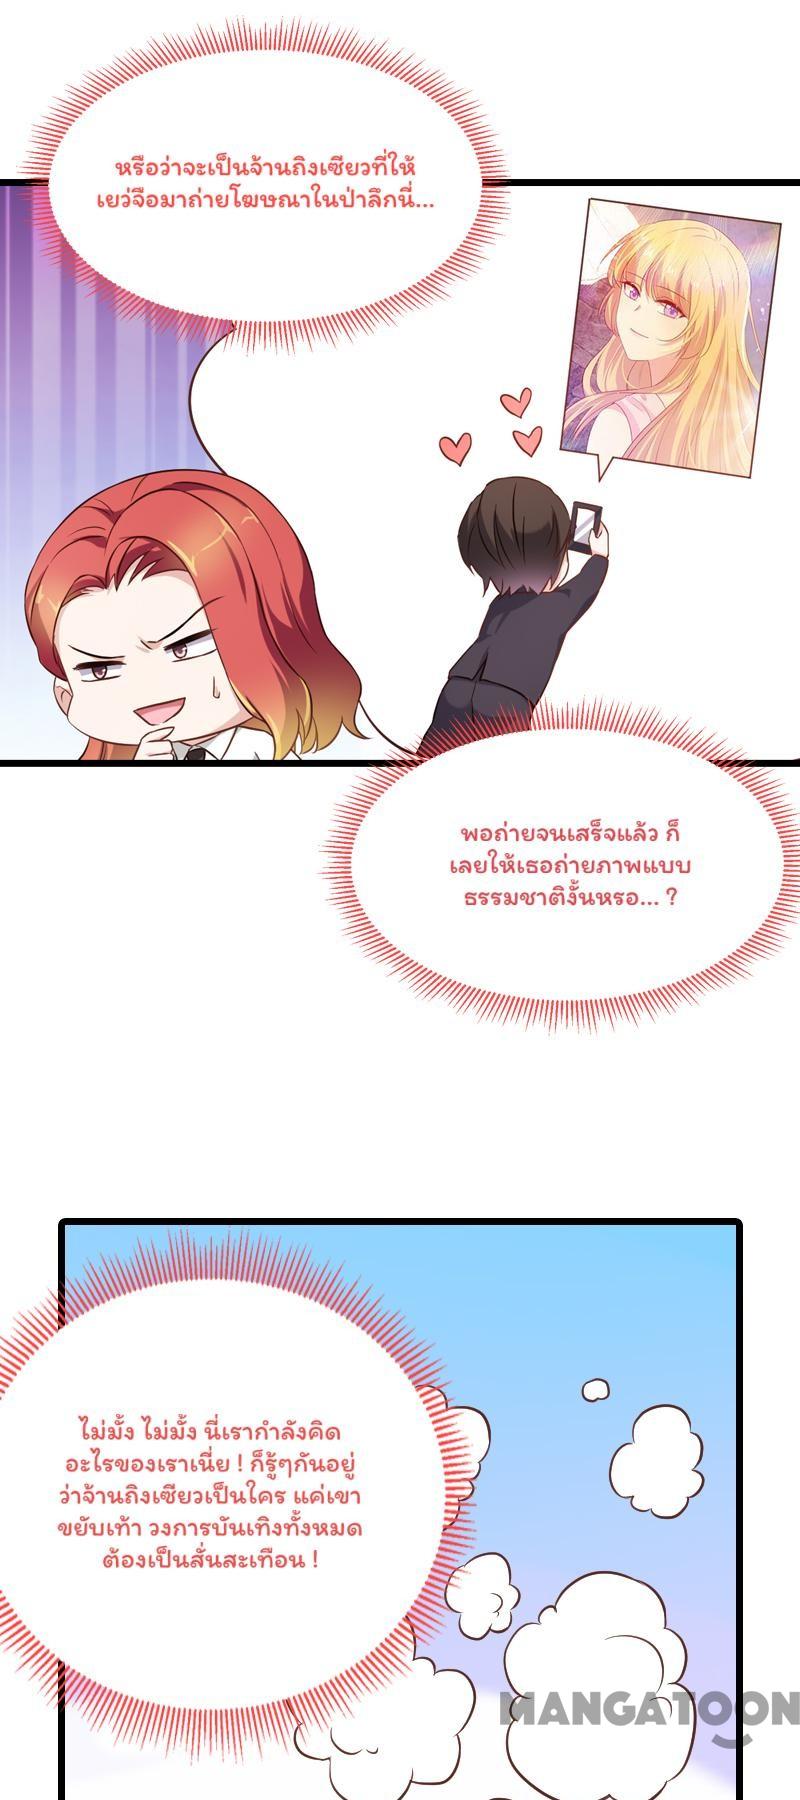 หรือว่าจะเป็นจ้านถิงเซียวที่ให้
เยว่จือมาถ่ายโฆษณาในป่าลึกนี่...
พอถ่ายจนเสร็จแล้ว ก็
เลยให้เธอถ่ายภาพแบบ
ธรรมชาติงั้นหรอ... ?
ไม่มั้ง ไม่มั้ง นี่เรากำลังคิด
อะไรของเราเนี่ย ! ก็รู้ๆกันอยู่
ว่าจ้านถิงเซียวเป็นใคร แค่เขา
ขยับเท้า วงการบันเทิงทั้งหมด
ต้องเป็นสั่นสะเทือน !
MANGATOON